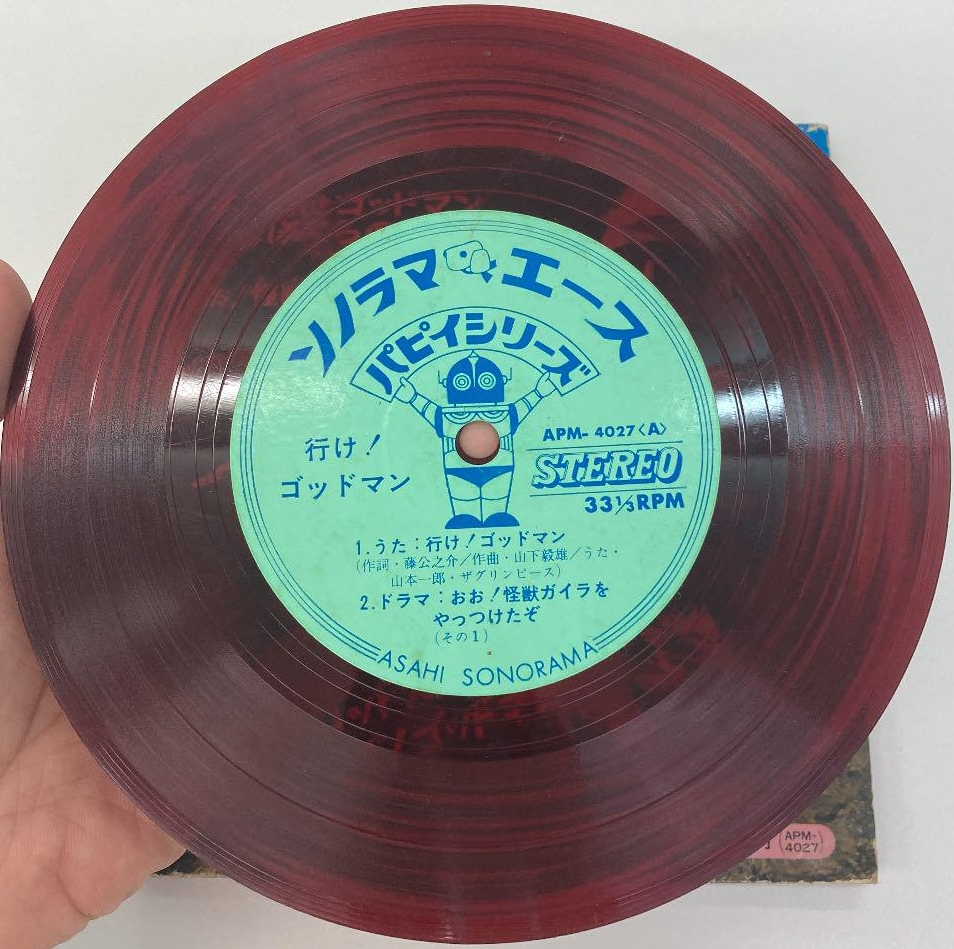 ソノラマ エース
パピイシリーズ
行け！
ゴッドマン
APM- 4027〈A〉
STEREO
33⅓RPM
1.うた：行け！ゴッドマン
(作詞・藤公之介／作曲・山下毅雄／うた・
山本一郎・ザグリンピース)
2.ドラマ：おお！怪獣ガイラを
やっつけたぞ
(その1)
ASAHI SONORAMA
APM-
4027